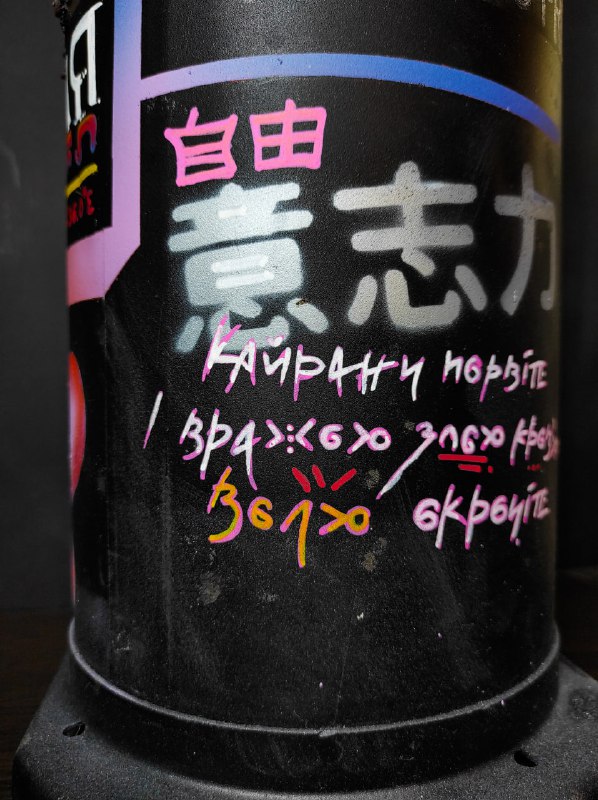 自由
意志力
Кайдани порвіте
І вражою злою
Волю окропіте